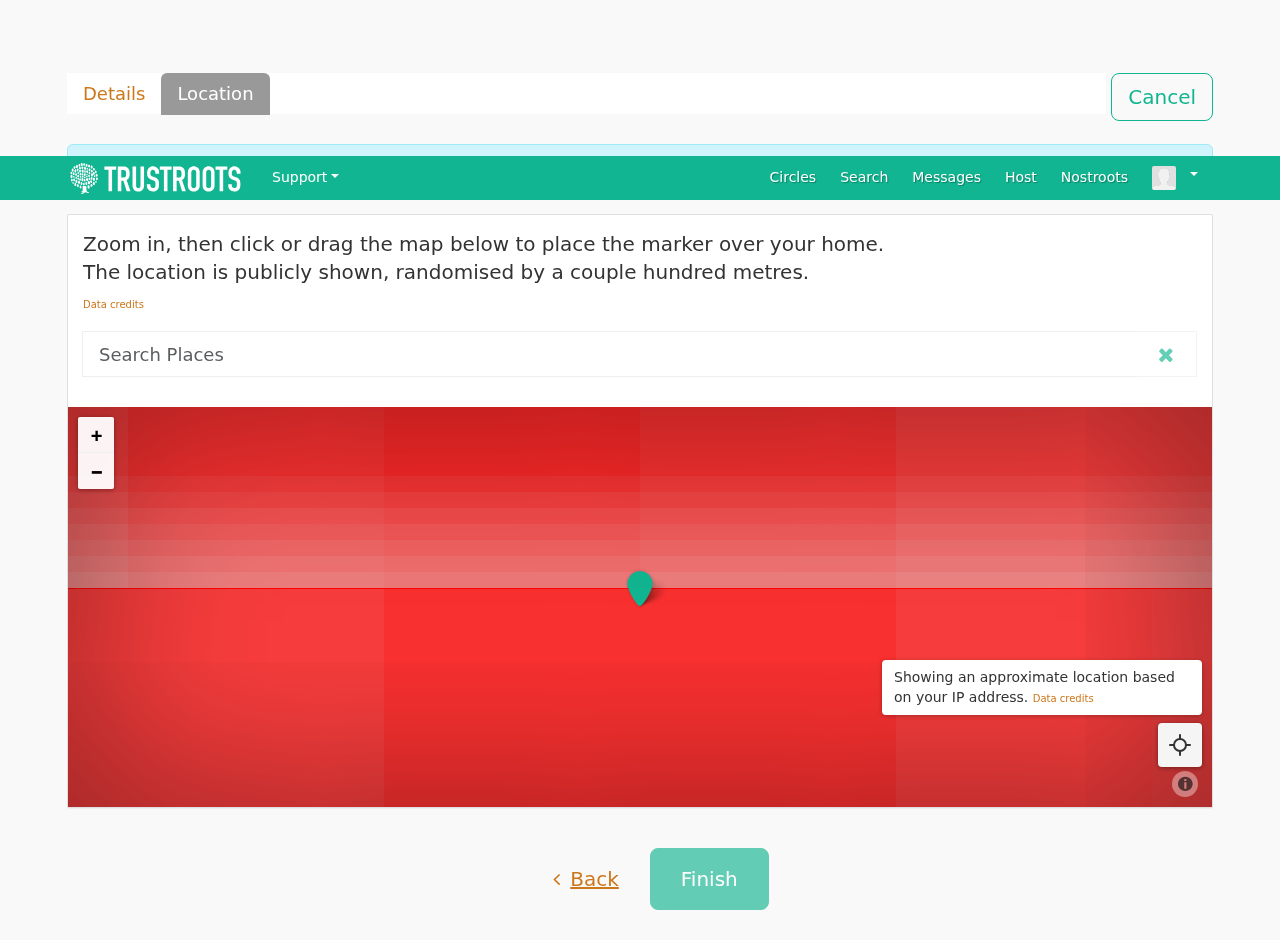 Details
Location
Cancel
TRUSTROOTS
Support
Circles
Search
Messages
Host
Nostroots
Zoom in, then click or drag the map below to place the marker over your home.
The location is publicly shown, randomised by a couple hundred metres.
Data credits
Search Places
+
−
Showing an approximate location based
on your IP address. Data credits
Back
Finish